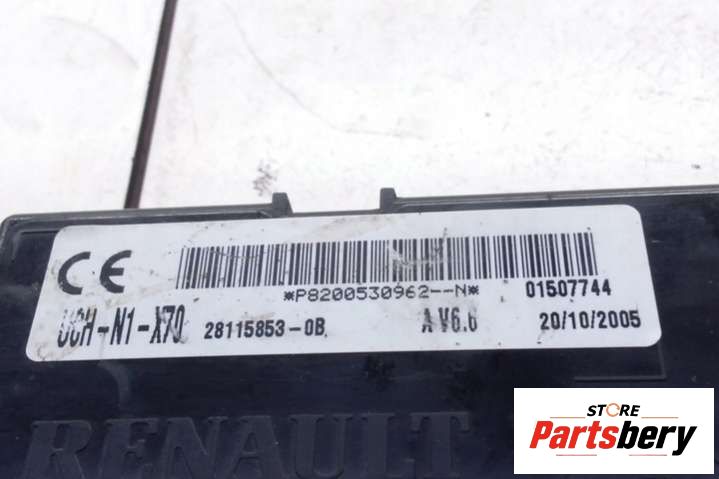 CE
*P8200530962--N* 01507744
UCH-N1-X70 28115853-0B A V6.6 20/10/2005
RENAULT
STORE
Partsbery